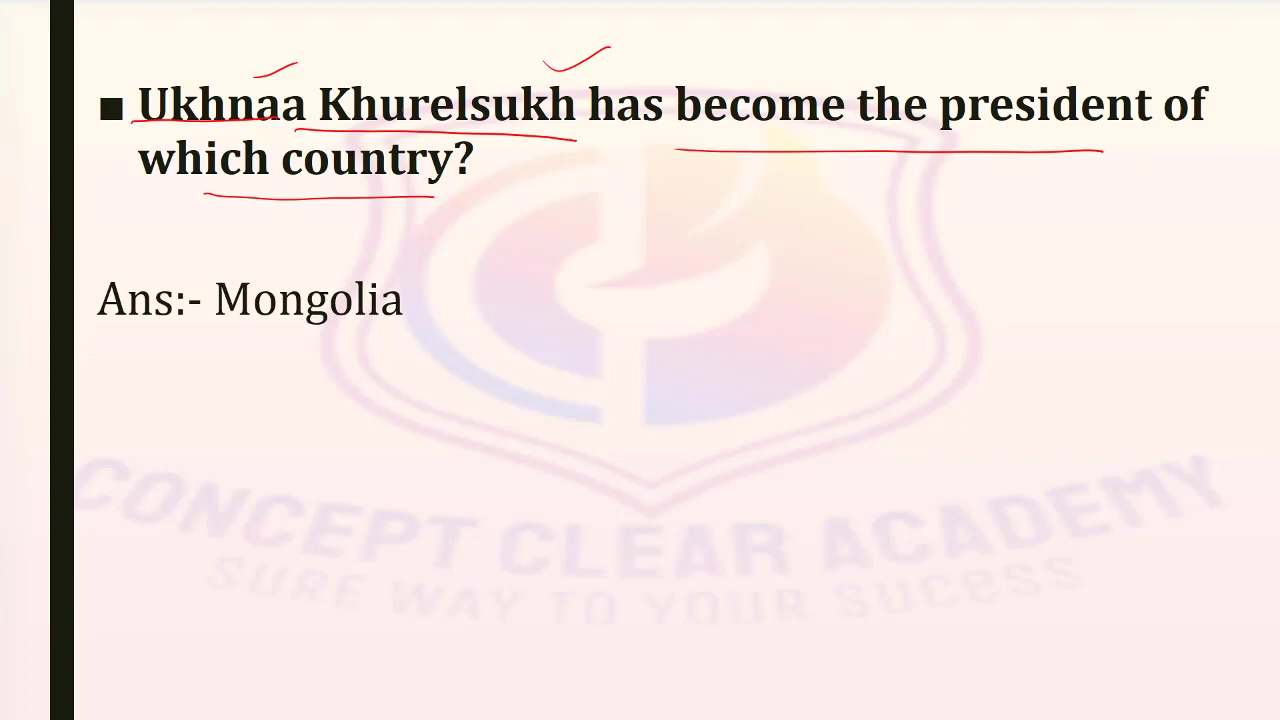 ▪ Ukhnaa Khurelsukh has become the president of
which country?
Ans:- Mongolia
CONCEPT CLEAR ACADEMY
SURE WAY TO YOUR SUCESS